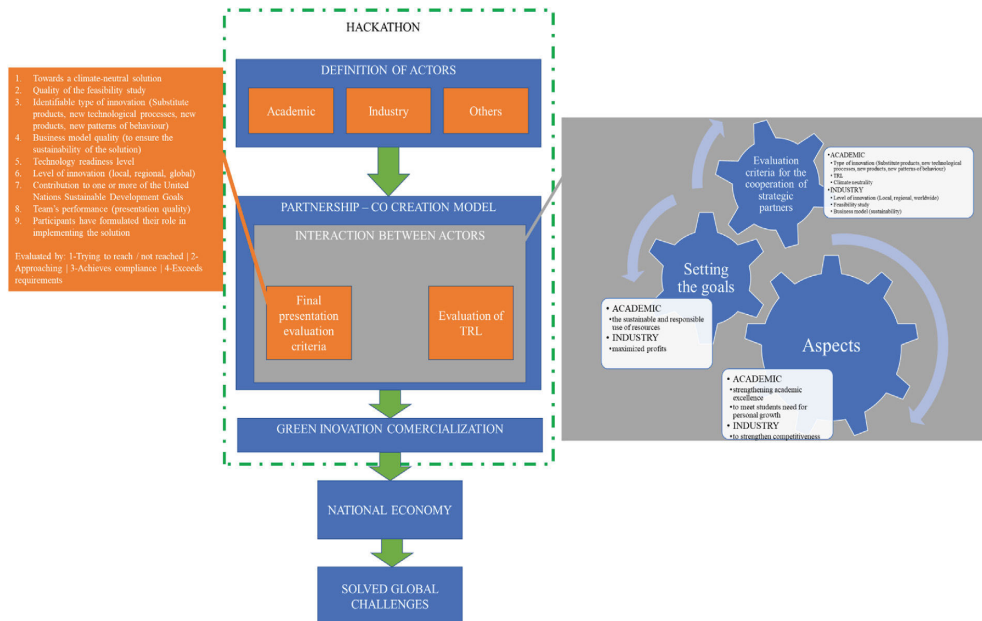 HACKATHON
DEFINITION OF ACTORS
Academic
Industry
Others
PARTNERSHIP – CO CREATION MODEL
INTERACTION BETWEEN ACTORS
Final
presentation
evaluation
criteria
Evaluation of
TRL
GREEN INOVATION COMERCIALIZATION
NATIONAL ECONOMY
SOLVED GLOBAL
CHALLENGES
1. Towards a climate-neutral solution
2. Quality of the feasibility study
3. Identifiable type of innovation (Substitute
products, new technological processes, new
products, new patterns of behaviour)
4. Business model quality (to ensure the
sustainability of the solution)
5. Technology readiness level
6. Level of innovation (local, regional, global)
7. Contribution to one or more of the United
Nations Sustainable Development Goals
8. Team's performance (presentation quality)
9. Participants have formulated their role in
implementing the solution
Evaluated by: 1-Trying to reach / not reached | 2-
Approaching | 3-Achieves compliance | 4-Exceeds
requirements
Evaluation
criteria for the
cooperation of
strategic
partners
•ACADEMIC
• Type of innovation (Substitute products, new technological
processes, new products, new patterns of behaviour)
• TRL
• Climate neutrality
•INDUSTRY
• Level of innovation (Local, regional, worldwide)
• Feasibility study
• Business model (sustainability)
Setting
the goals
• ACADEMIC
•the sustainable and responsible
use of resources
• INDUSTRY
•maximized profits
Aspects
• ACADEMIC
•strengthening academic
excellence
•to meet students need for
personal growth
• INDUSTRY
•to strengthen competitiveness